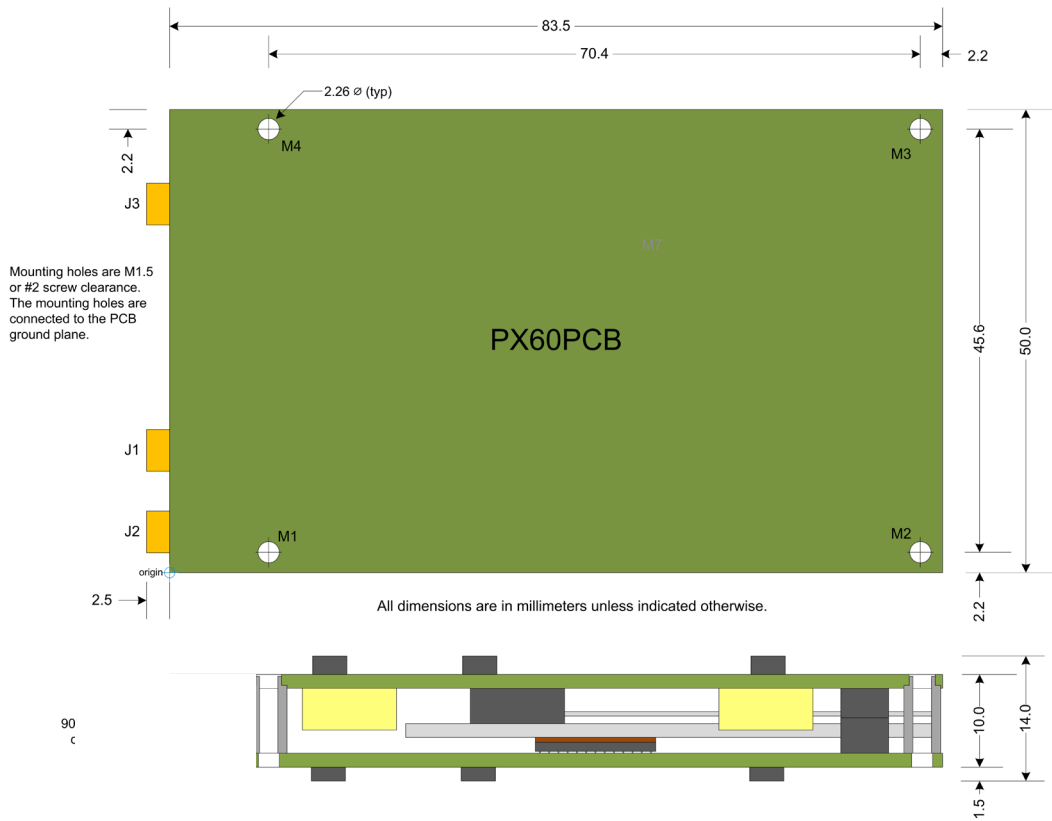 83.5
70.4
2.2
2.26 ⌀ (typ)
M4
M3
2.2
J3
M7
Mounting holes are M1.5
or #2 screw clearance.
The mounting holes are
connected to the PCB
ground plane.
PX60PCB
45.6
50.0
J1
J2
M1
M2
origin
2.5
2.2
All dimensions are in millimeters unless indicated otherwise.
90
10.0
14.0
1.5